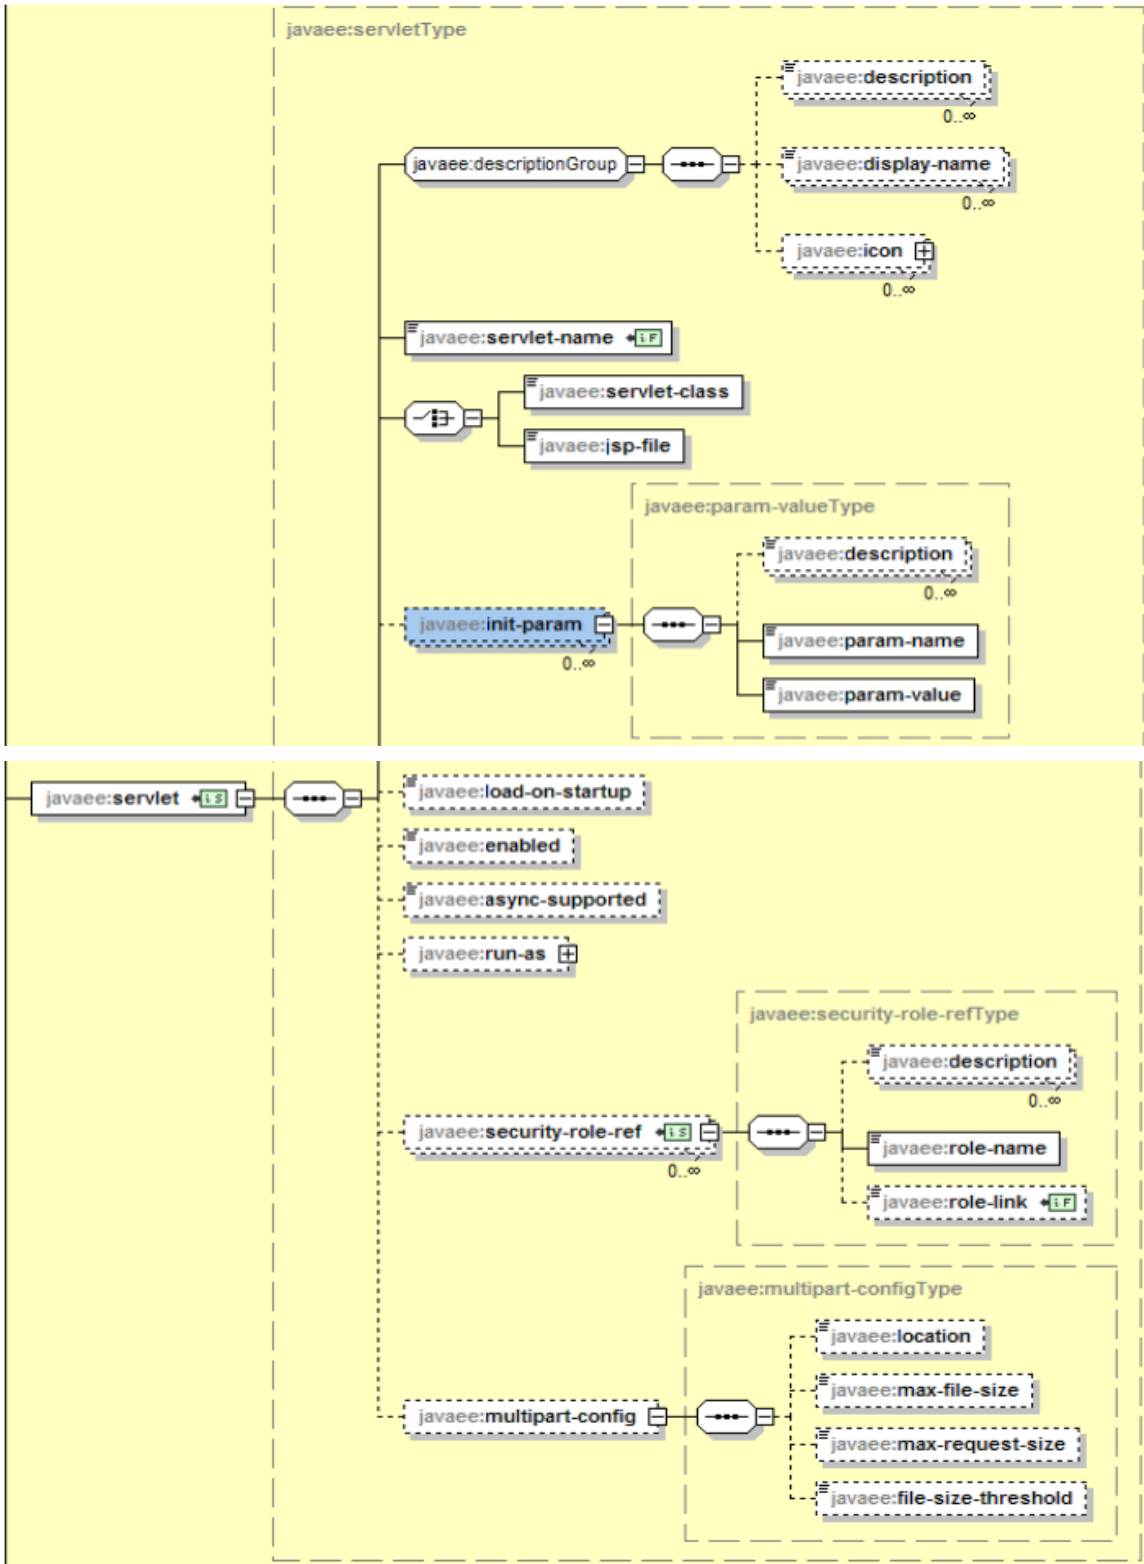 javaee:servletType
javaee:description
0..∞
javaee:descriptionGroup
javaee:display-name
0..∞
javaee:icon
0..∞
javaee:servlet-name iF
javaee:servlet-class
javaee:jsp-file
javaee:param-valueType
javaee:description
0..∞
javaee:init-param
0..∞
javaee:param-name
javaee:param-value
javaee:servlet iS
javaee:load-on-startup
javaee:enabled
javaee:async-supported
javaee:run-as
javaee:security-role-refType
javaee:description
0..∞
javaee:security-role-ref iS
0..∞
javaee:role-name
javaee:role-link iF
javaee:multipart-configType
javaee:location
javaee:max-file-size
javaee:multipart-config
javaee:max-request-size
javaee:file-size-threshold